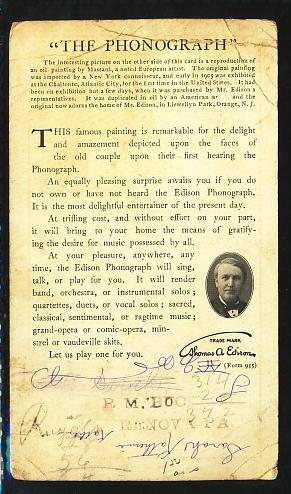 "THE PHONOGRAPH"
The interesting picture on the other side of this card is a reproduction of
an oil painting by Massani, a noted European artist. The original painting
was imported by a New York connoisseur, and early in 1905 was exhibited
at the Chalfonte, Atlantic City, for the first time in the United States. It had
been on exhibition but a few days, when it was purchased by Mr. Edison's
representatives. It was duplicated in oil by an American ar and the
original now adorns the home of Mr. Edison, in Llewellyn Park, Orange, N. J.
THIS famous painting is remarkable for the delight
and amazement depicted upon the faces of
the old couple upon their first hearing the
Phonograph.
An equally pleasing surprise awaits you if you do
not own or have not heard the Edison Phonograph.
It is the most delightful entertainer of the present day.
At trifling cost, and without effort on your part,
it will bring to your home the means of gratify-
ing the desire for music possessed by all.
At your pleasure, anywhere, any
time, the Edison Phonograph will sing,
talk, or play for you. It will render
band, orchestra, or instrumental solos;
quartettes, duets, or vocal solos; sacred,
classical, sentimental, or ragtime music;
grand-opera or comic-opera, min-
strel or vaudeville skits.
Let us play one for you.
TRADE MARK
Thomas A Edison
(Form 955)
314
2
R. M. BOC
372
RENOVO PA
Sarah Katherine
54